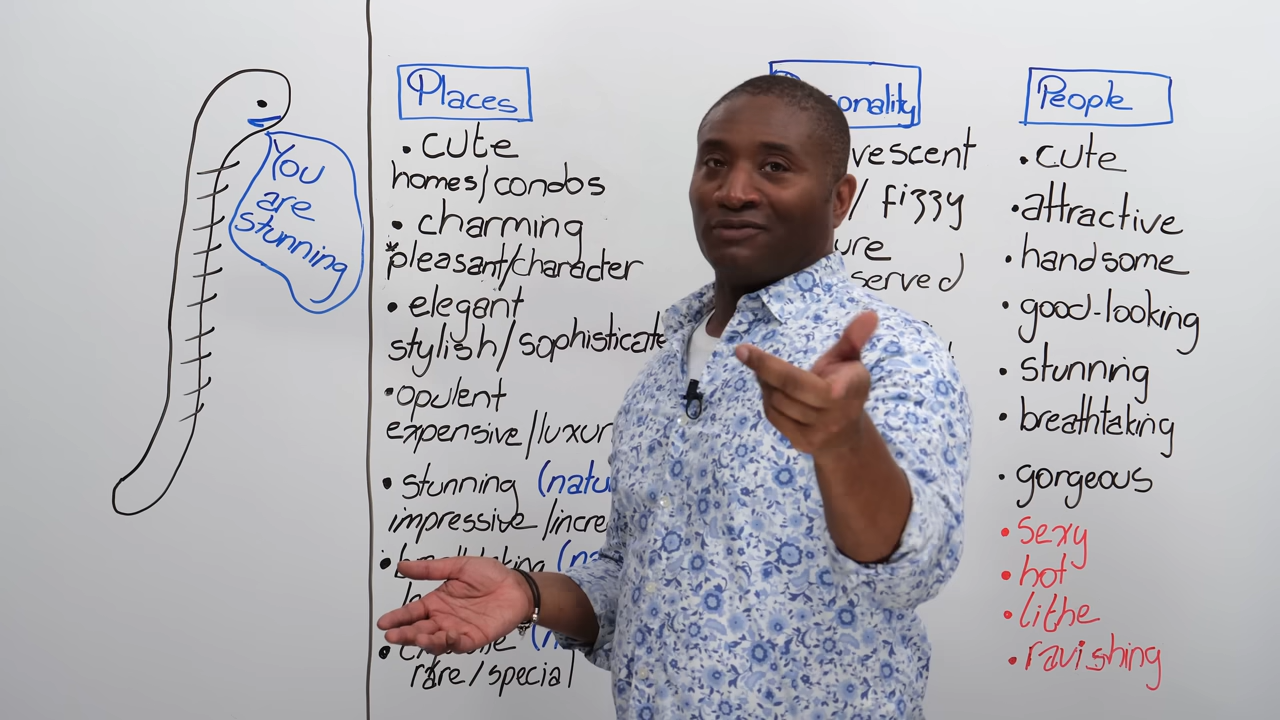 You
are
stunning
Places
• cute
homes/condos
• charming
*pleasant/character
• elegant
stylish/sophisticate
• opulent
expensive/luxur
• stunning (natu
impressive/incre
rare/special
onality
vescent
/ fizzy
ure
served
People
• cute
• attractive
• handsome
• good-looking
• stunning
• breathtaking
• gorgeous
• sexy
• hot
• lithe
• ravishing